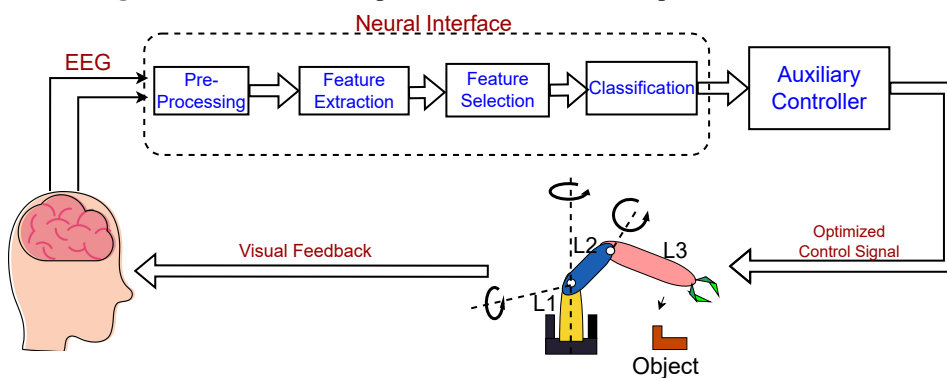 Neural Interface
EEG
Pre-
Processing
Feature
Extraction
Feature
Selection
Classification
Auxiliary
Controller
Optimized
Control Signal
Visual Feedback
L1
L2
L3
Object